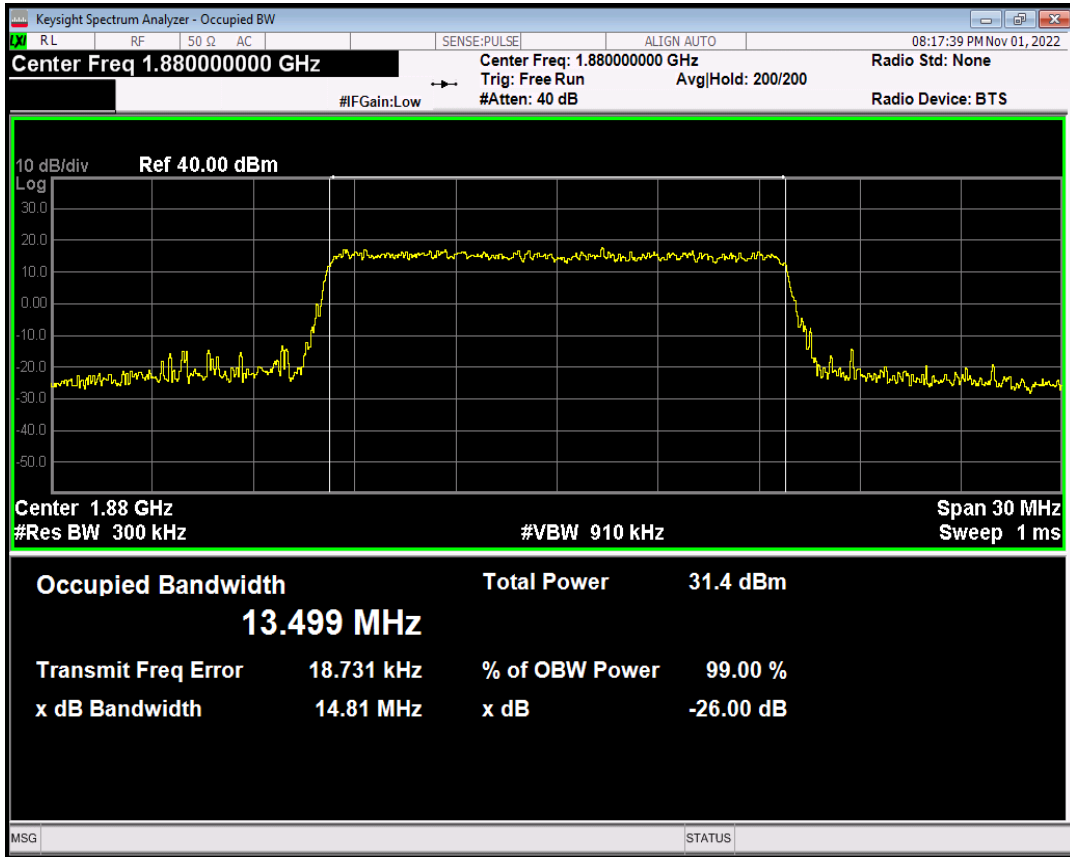 Keysight Spectrum Analyzer - Occupied BW
LXI RL RF 50 Ω AC SENSE:PULSE ALIGN AUTO 08:17:39 PM Nov 01, 2022
Center Freq 1.880000000 GHz Center Freq: 1.880000000 GHz Radio Std: None
Trig: Free Run Avg|Hold: 200/200
#IFGain:Low #Atten: 40 dB Radio Device: BTS
10 dB/div Ref 40.00 dBm
Log
30.0
20.0
10.0
0.00
-10.0
-20.0
-30.0
-40.0
-50.0
Center 1.88 GHz Span 30 MHz
#Res BW 300 kHz #VBW 910 kHz Sweep 1 ms
Occupied Bandwidth Total Power 31.4 dBm
13.499 MHz
Transmit Freq Error 18.731 kHz % of OBW Power 99.00 %
x dB Bandwidth 14.81 MHz x dB -26.00 dB
MSG STATUS